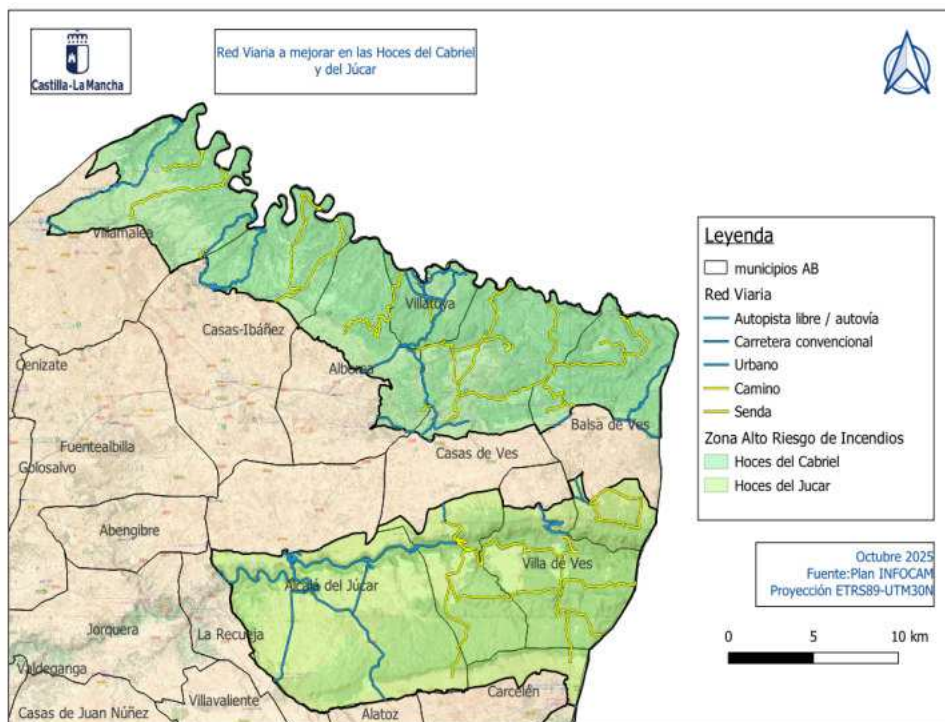 Castilla-La Mancha
Red Viaria a mejorar en las Hoces del Cabriel
y del Júcar
Villamalea
Villatoya
Casas-Ibáñez
Cenizate
Alborea
Balsa de Ves
Fuentealbilla
Casas de Ves
Golosalvo
Abengibre
Villa de Ves
Alcalá del Júcar
Jorquera
La Recueja
Valdeganga
Villavaliente
Carcelén
Casas de Juan Núñez
Alatoz
Leyenda
municipios AB
Red Viaria
Autopista libre / autovía
Carretera convencional
Urbano
Camino
Senda
Zona Alto Riesgo de Incendios
Hoces del Cabriel
Hoces del Jucar
Octubre 2025
Fuente:Plan INFOCAM
Proyección ETRS89-UTM30N
0 5 10 km